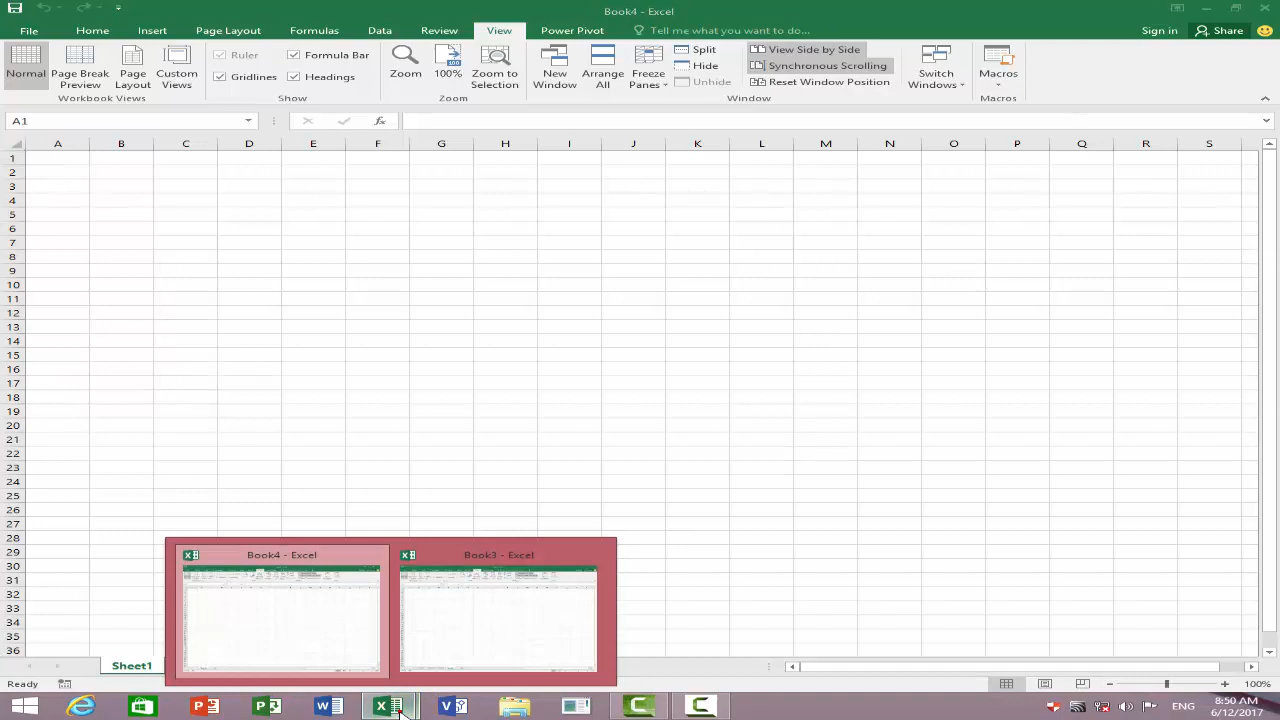 Book4 - Excel
File Home Insert Page Layout Formulas Data Review View Power Pivot Tell me what you want to do... Sign in Share
Normal Page Break Preview Page Layout Custom Views
Workbook Views
Ruler Formula Bar
Gridlines Headings
Show
Zoom 100% Zoom to Selection
Zoom
New Window Arrange All Freeze Panes
Split
Hide
Unhide
View Side by Side
Synchronous Scrolling
Reset Window Position
Switch Windows
Window
Macros
Macros
A1 fx
A B C D E F G H I J K L M N O P Q R S
1
2
3
4
5
6
7
8
9
10
11
12
13
14
15
16
17
18
19
20
21
22
23
24
25
26
27
28
29
30
31
32
33
34
35
36
Book4 - Excel Book3 - Excel
Sheet1
Ready 100%
ENG 8:50 AM
6/12/2017